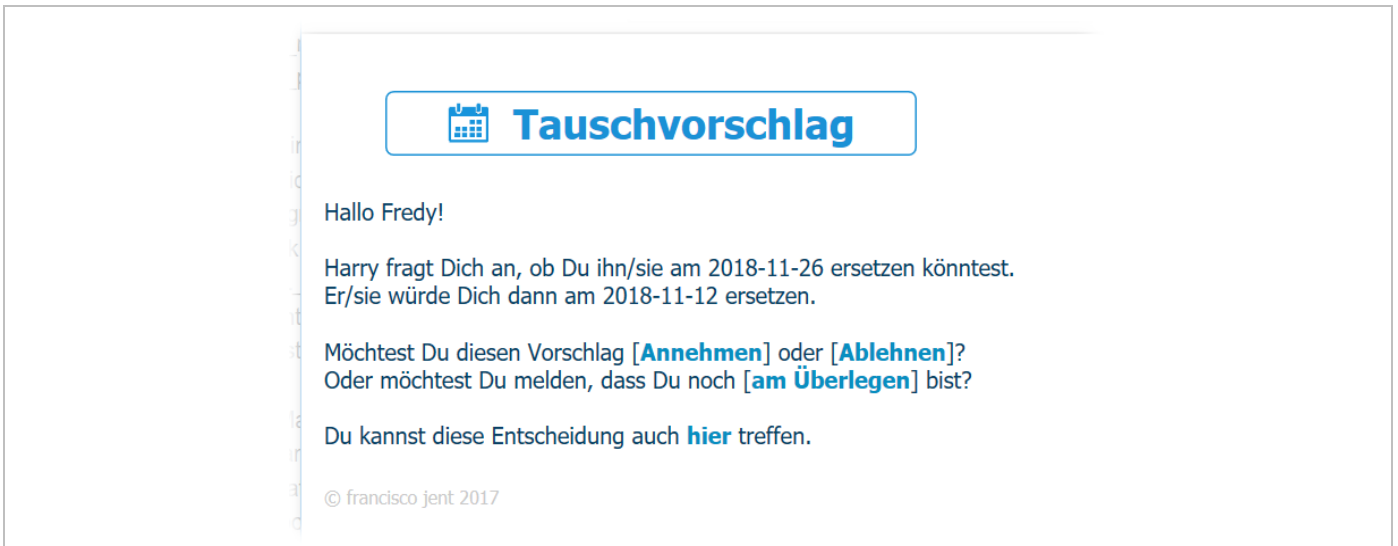 Tauschvorschlag
Hallo Fredy!
Harry fragt Dich an, ob Du ihn/sie am 2018-11-26 ersetzen könntest.
Er/sie würde Dich dann am 2018-11-12 ersetzen.
Möchtest Du diesen Vorschlag [Annehmen] oder [Ablehnen]?
Oder möchtest Du melden, dass Du noch [am Überlegen] bist?
Du kannst diese Entscheidung auch hier treffen.
© francisco jent 2017